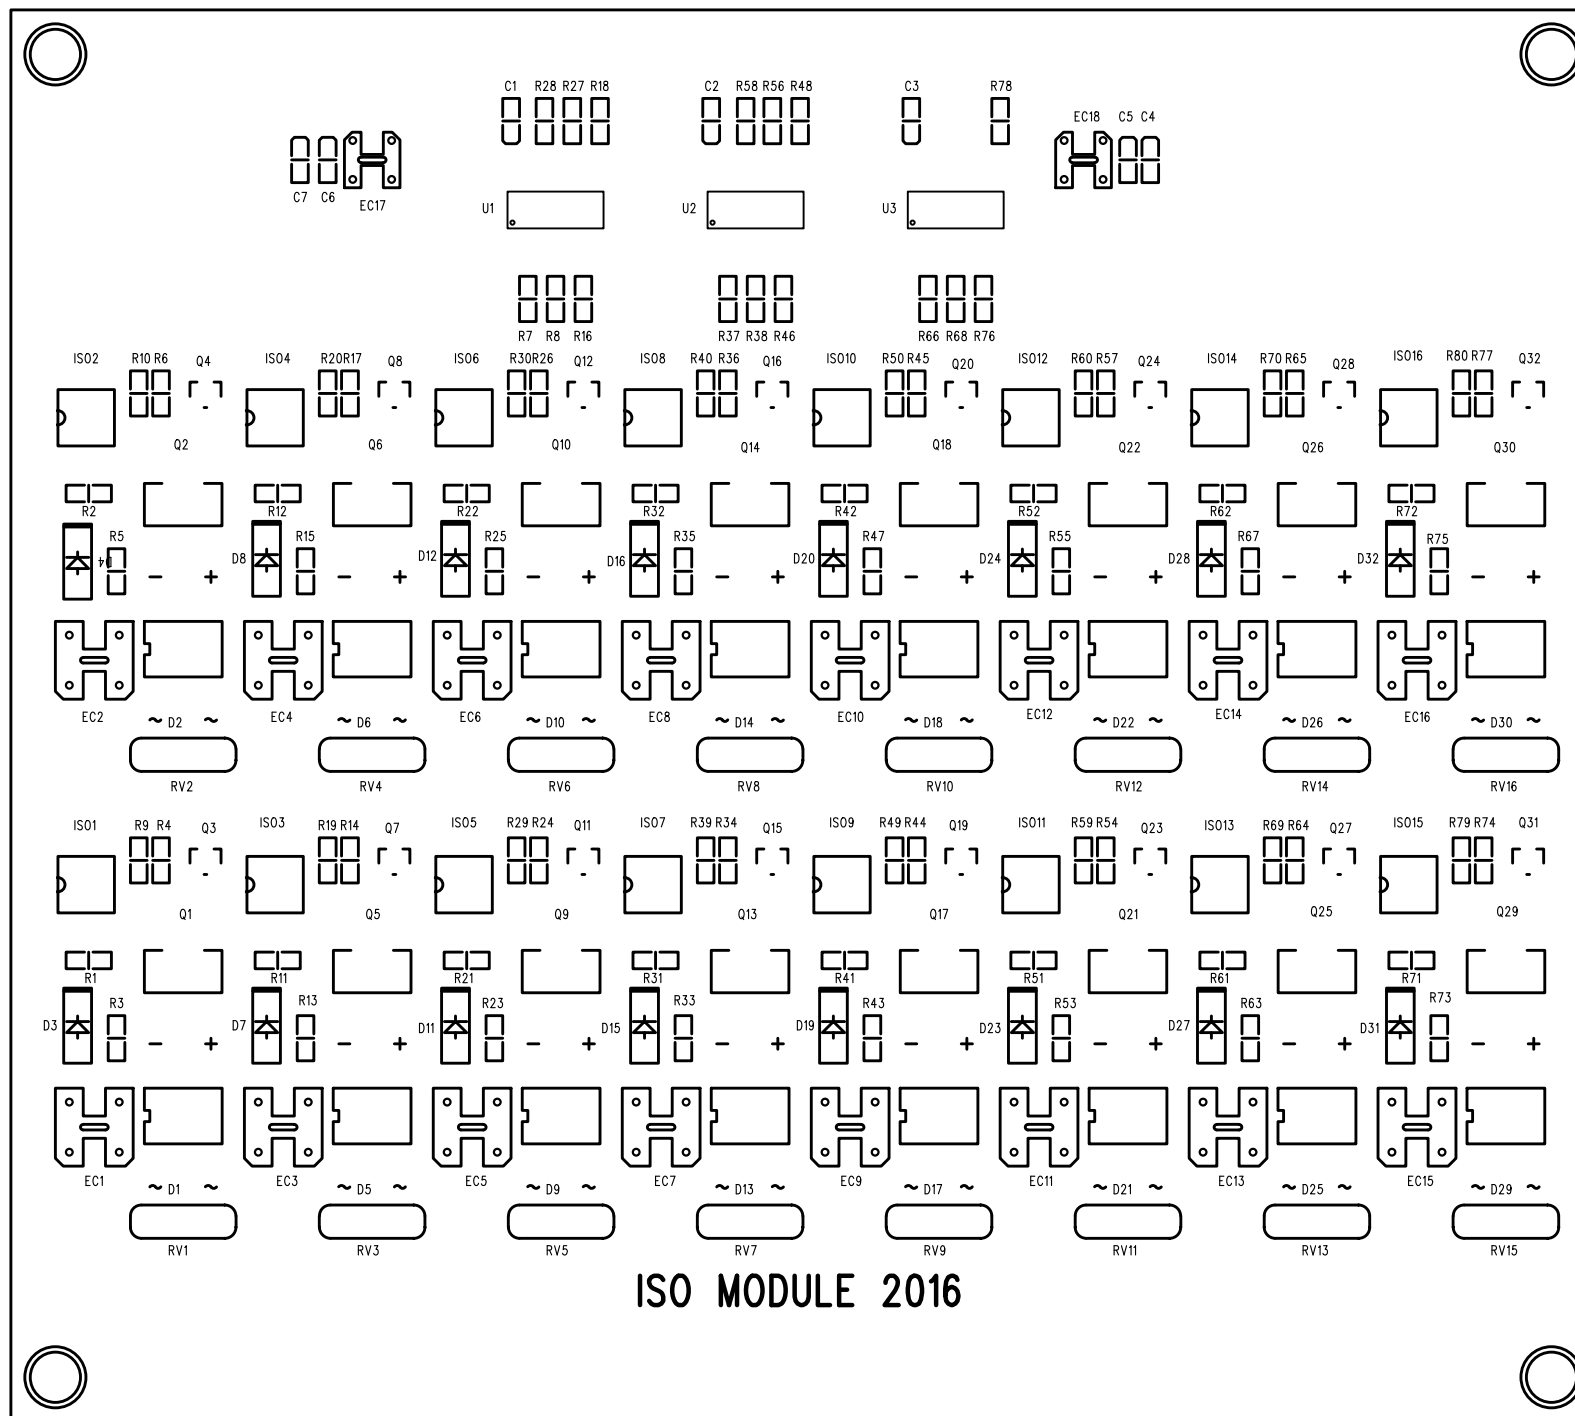 C1 R28 R27 R18 C2 R58 R56 R48 C3 R78
EC18 C5 C4
C7 C6 EC17 U1 U2 U3
R7 R8 R16 R37 R38 R46 R66 R68 R76
ISO2 R10 R6 Q4 ISO4 R20 R17 Q8 ISO6 R30 R26 Q12 ISO8 R40 R36 Q16 ISO10 R50 R45 Q20 ISO12 R60 R57 Q24 ISO14 R70 R65 Q28 ISO16 R80 R77 Q32
Q2 Q6 Q10 Q14 Q18 Q22 Q26 Q30
R2 R12 R22 R32 R42 R52 R62 R72
R5 R15 R25 R35 R47 R55 R67 R75
D4 D8 D12 D16 D20 D24 D28 D32
- + - + - + - + - + - + - + - +
EC2 ~ D2 ~ EC4 ~ D6 ~ EC6 ~ D10 ~ EC8 ~ D14 ~ EC10 ~ D18 ~ EC12 ~ D22 ~ EC14 ~ D26 ~ EC16 ~ D30 ~
RV2 RV4 RV6 RV8 RV10 RV12 RV14 RV16
ISO1 R9 R4 Q3 ISO3 R19 R14 Q7 ISO5 R29 R24 Q11 ISO7 R39 R34 Q15 ISO9 R49 R44 Q19 ISO11 R59 R54 Q23 ISO13 R69 R64 Q27 ISO15 R79 R74 Q31
Q1 Q5 Q9 Q13 Q17 Q21 Q25 Q29
R1 R11 R21 R31 R41 R51 R61 R71
R3 R13 R23 R33 R43 R53 R63 R73
D3 D7 D11 D15 D19 D23 D27 D31
- + - + - + - + - + - + - + - +
EC1 ~ D1 ~ EC3 ~ D5 ~ EC5 ~ D9 ~ EC7 ~ D13 ~ EC9 ~ D17 ~ EC11 ~ D21 ~ EC13 ~ D25 ~ EC15 ~ D29 ~
RV1 RV3 RV5 RV7 RV9 RV11 RV13 RV15
ISO MODULE 2016